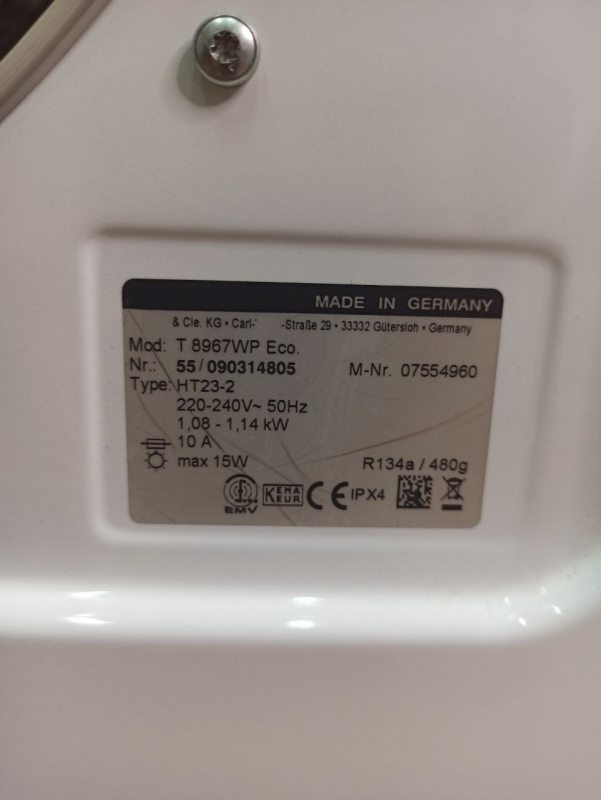 MADE IN GERMANY
& Cie. KG • Carl- -Straße 29 • 33332 Gütersloh • Germany
Mod: T 8967WP Eco.
Nr.: 55/090314805 M-Nr. 07554960
Type: HT23-2
220-240V~ 50Hz
1,08 - 1,14 kW
10 A
max 15W R134a / 480g
EMV KEMA KEUR CE IPX4